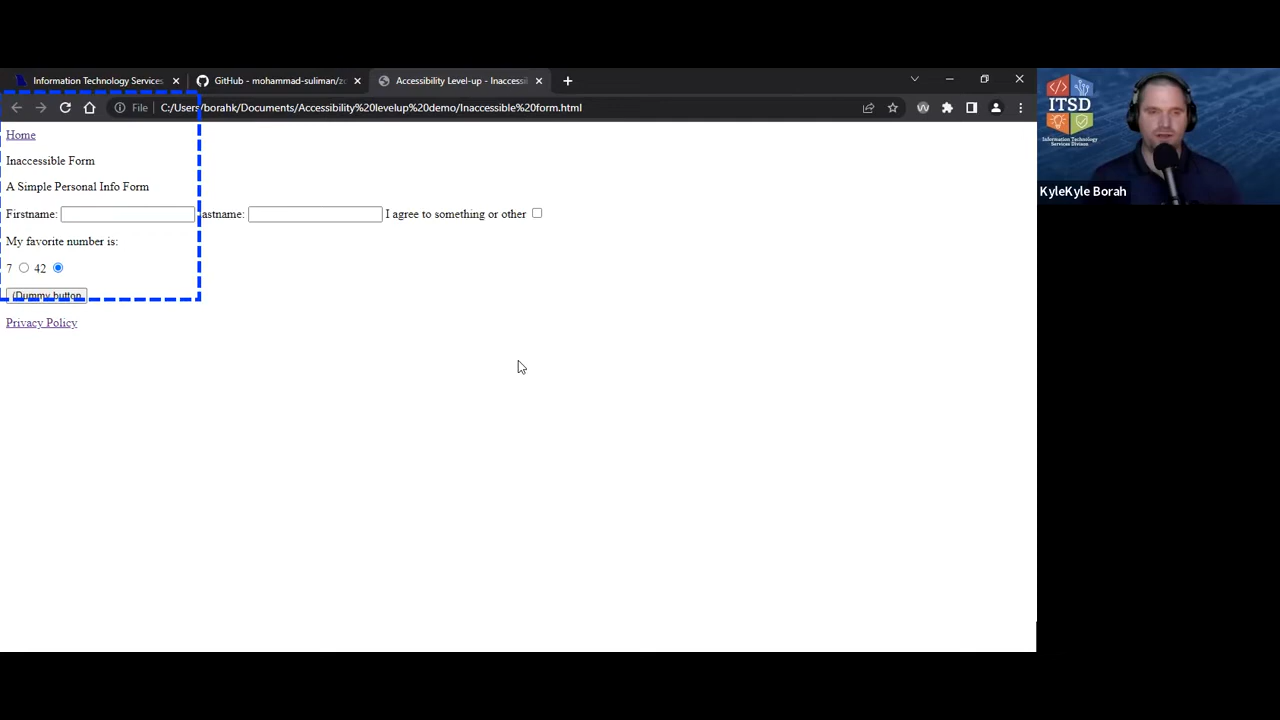 Information Technology Services
GitHub - mohammad-suliman/
Accessibility Level-up - Inaccessi
File
C:/Users/borahk/Documents/Accessibility%20levelup%20demo/Inaccessible%20form.html
Home
Inaccessible Form
A Simple Personal Info Form
Firstname: astname: I agree to something or other
My favorite number is:
7 42
(Dummy button
Privacy Policy
ITSD
Information Technology
Services Division
KyleKyle Borah